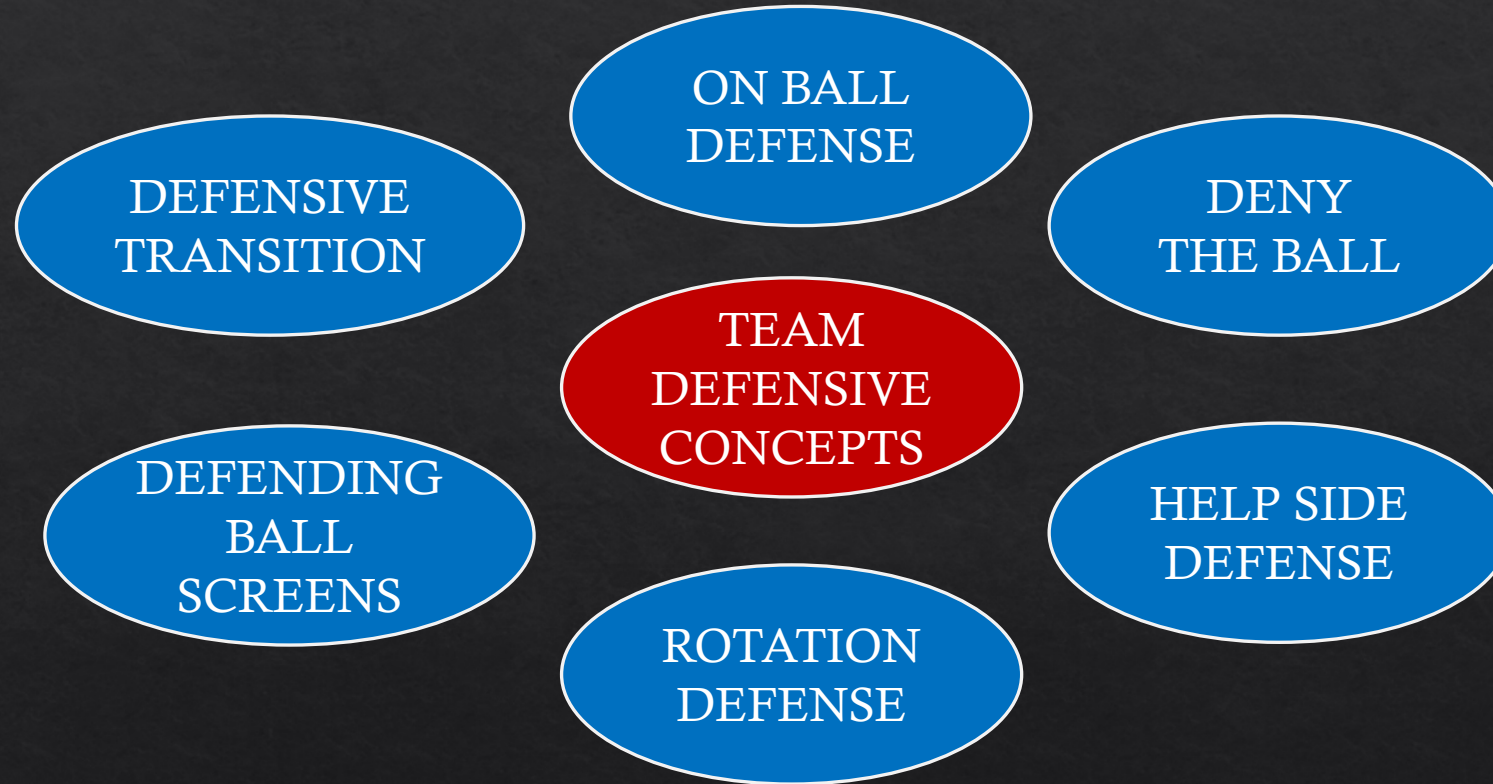 ON BALL
DEFENSE
DEFENSIVE
TRANSITION
DENY
THE BALL
TEAM
DEFENSIVE
CONCEPTS
DEFENDING
BALL
SCREENS
HELP SIDE
DEFENSE
ROTATION
DEFENSE